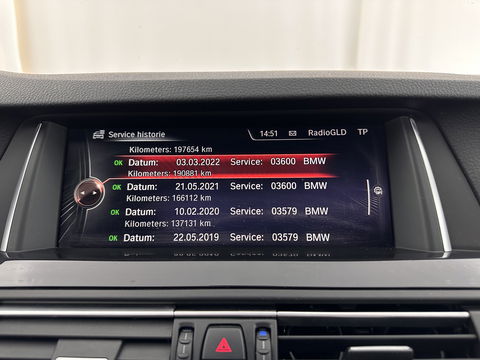 Service historie 14:51 RadioGLD TP
Kilometers: 197654 km
OK Datum: 03.03.2022 Service: 03600 BMW
Kilometers: 190881 km
OK Datum: 21.05.2021 Service: 03600 BMW
Kilometers: 166112 km
OK Datum: 10.02.2020 Service: 03579 BMW
Kilometers: 137131 km
OK Datum: 22.05.2019 Service: 03579 BMW